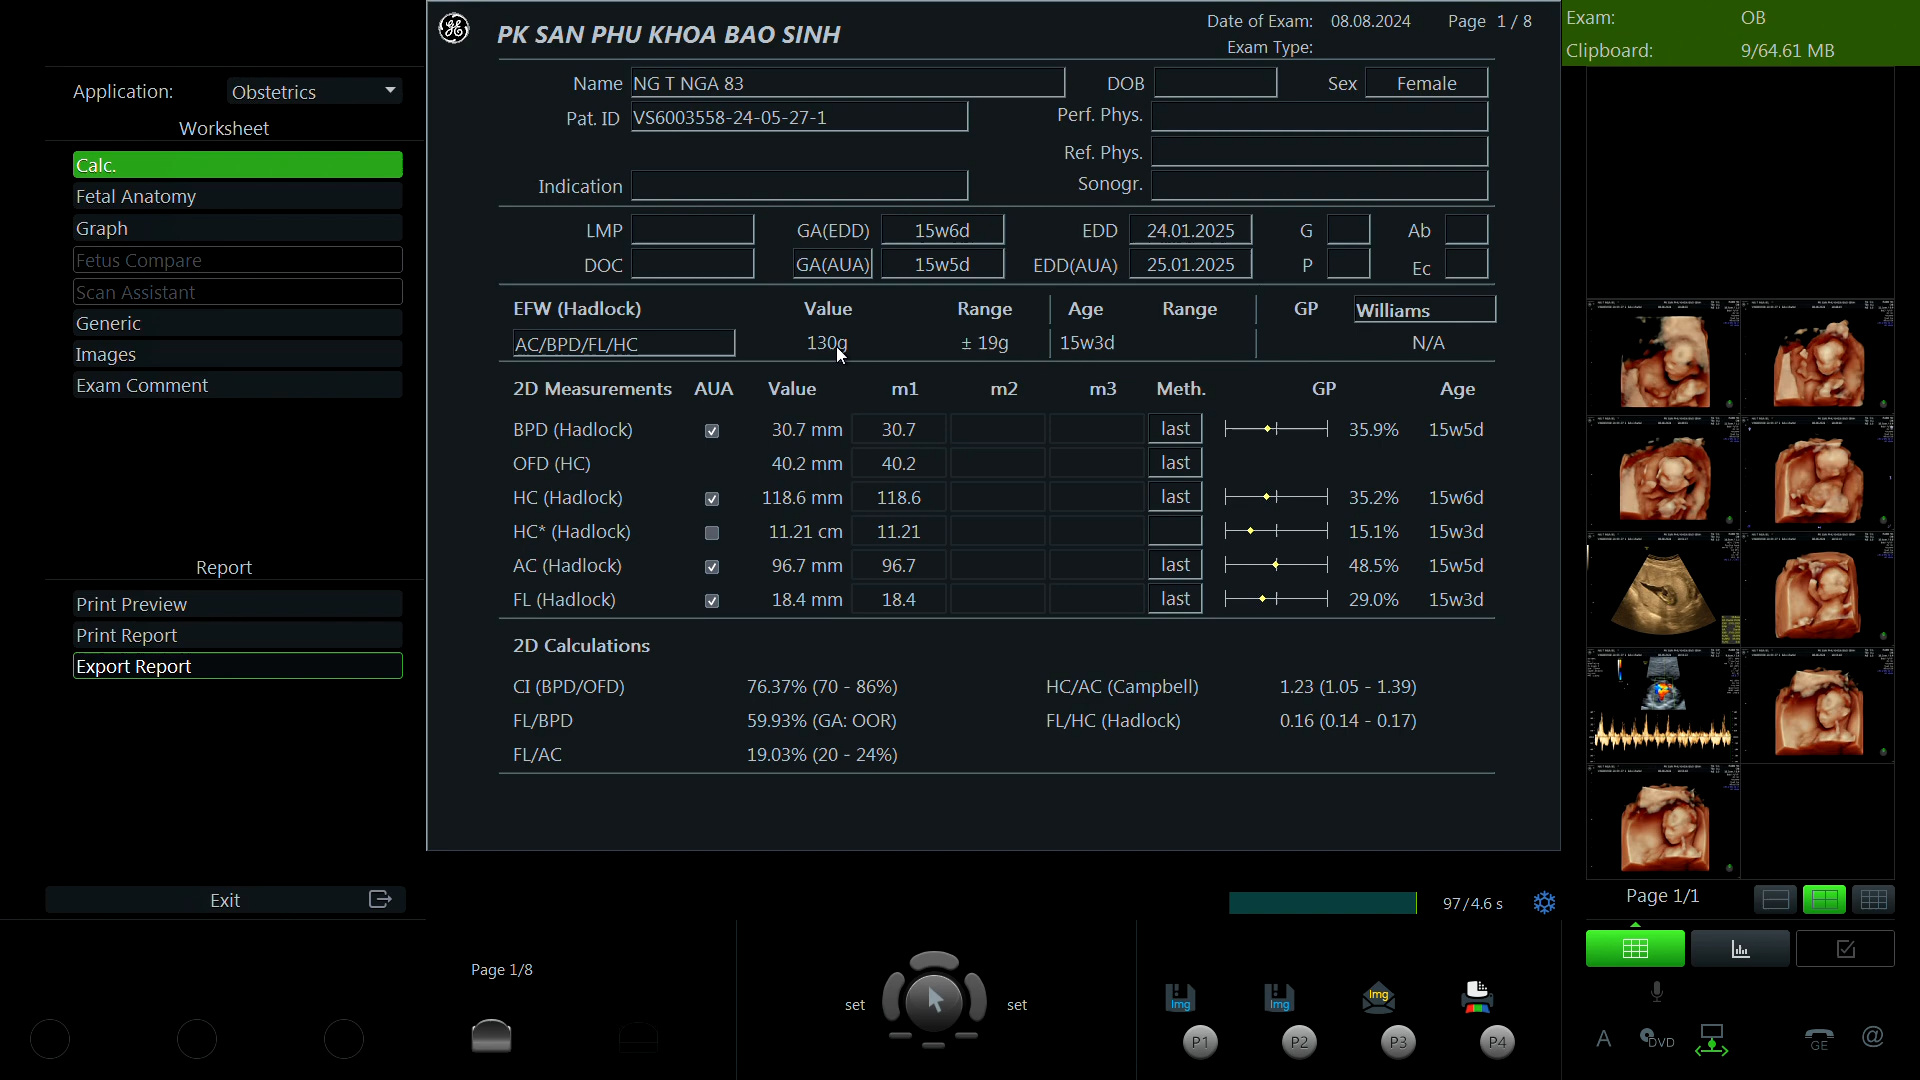 PK SAN PHU KHOA BAO SINH
Date of Exam: 08.08.2024 Page 1 / 8
Exam Type:
Exam: OB
Clipboard: 9/64.61 MB
Application: Obstetrics
Worksheet
Calc.
Fetal Anatomy
Graph
Fetus Compare
Scan Assistant
Generic
Images
Exam Comment
Report
Print Preview
Print Report
Export Report
Exit
Name NG T NGA 83 DOB Sex Female
Pat. ID VS6003558-24-05-27-1 Perf. Phys.
Ref. Phys.
Indication Sonogr.
LMP GA(EDD) 15w6d EDD 24.01.2025 G Ab
DOC GA(AUA) 15w5d EDD(AUA) 25.01.2025 P Ec
EFW (Hadlock) Value Range Age Range GP Williams
AC/BPD/FL/HC 130g ± 19g 15w3d N/A
2D Measurements AUA Value m1 m2 m3 Meth. GP Age
BPD (Hadlock) 30.7 mm 30.7 last 35.9% 15w5d
OFD (HC) 40.2 mm 40.2 last
HC (Hadlock) 118.6 mm 118.6 last 35.2% 15w6d
HC* (Hadlock) 11.21 cm 11.21 15.1% 15w3d
AC (Hadlock) 96.7 mm 96.7 last 48.5% 15w5d
FL (Hadlock) 18.4 mm 18.4 last 29.0% 15w3d
2D Calculations
CI (BPD/OFD) 76.37% (70 - 86%) HC/AC (Campbell) 1.23 (1.05 - 1.39)
FL/BPD 59.93% (GA: OOR) FL/HC (Hadlock) 0.16 (0.14 - 0.17)
FL/AC 19.03% (20 - 24%)
97/4.6 s
Page 1/1
Page 1/8
set set
Img Img Img
P1 P2 P3 P4
A DVD GE @